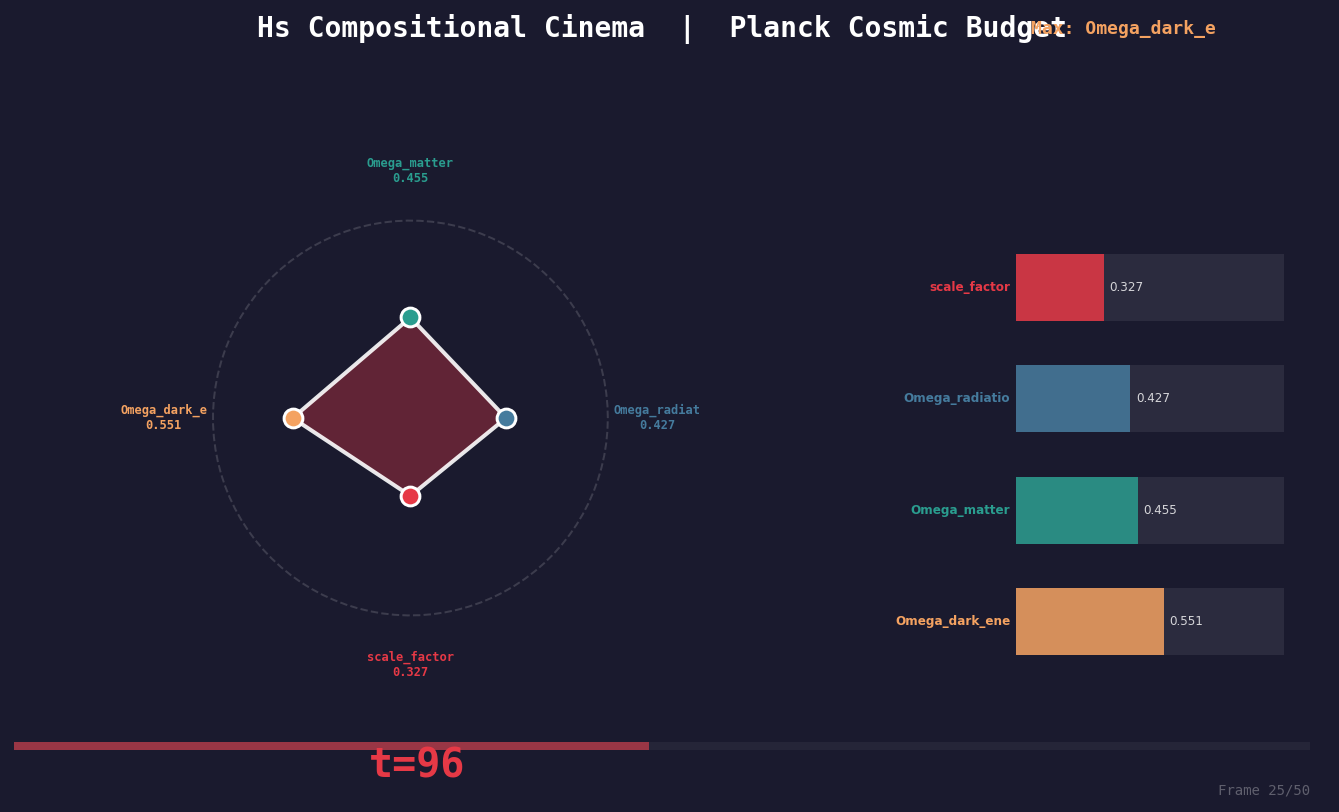 Hs Compositional Cinema | Planck Cosmic Budget
Max: Omega_dark_e
Omega_matter
0.455
Omega_dark_e
0.551
Omega_radiat
0.427
scale_factor
0.327
scale_factor 0.327
Omega_radiatio 0.427
Omega_matter 0.455
Omega_dark_ene 0.551
t=96
Frame 25/50